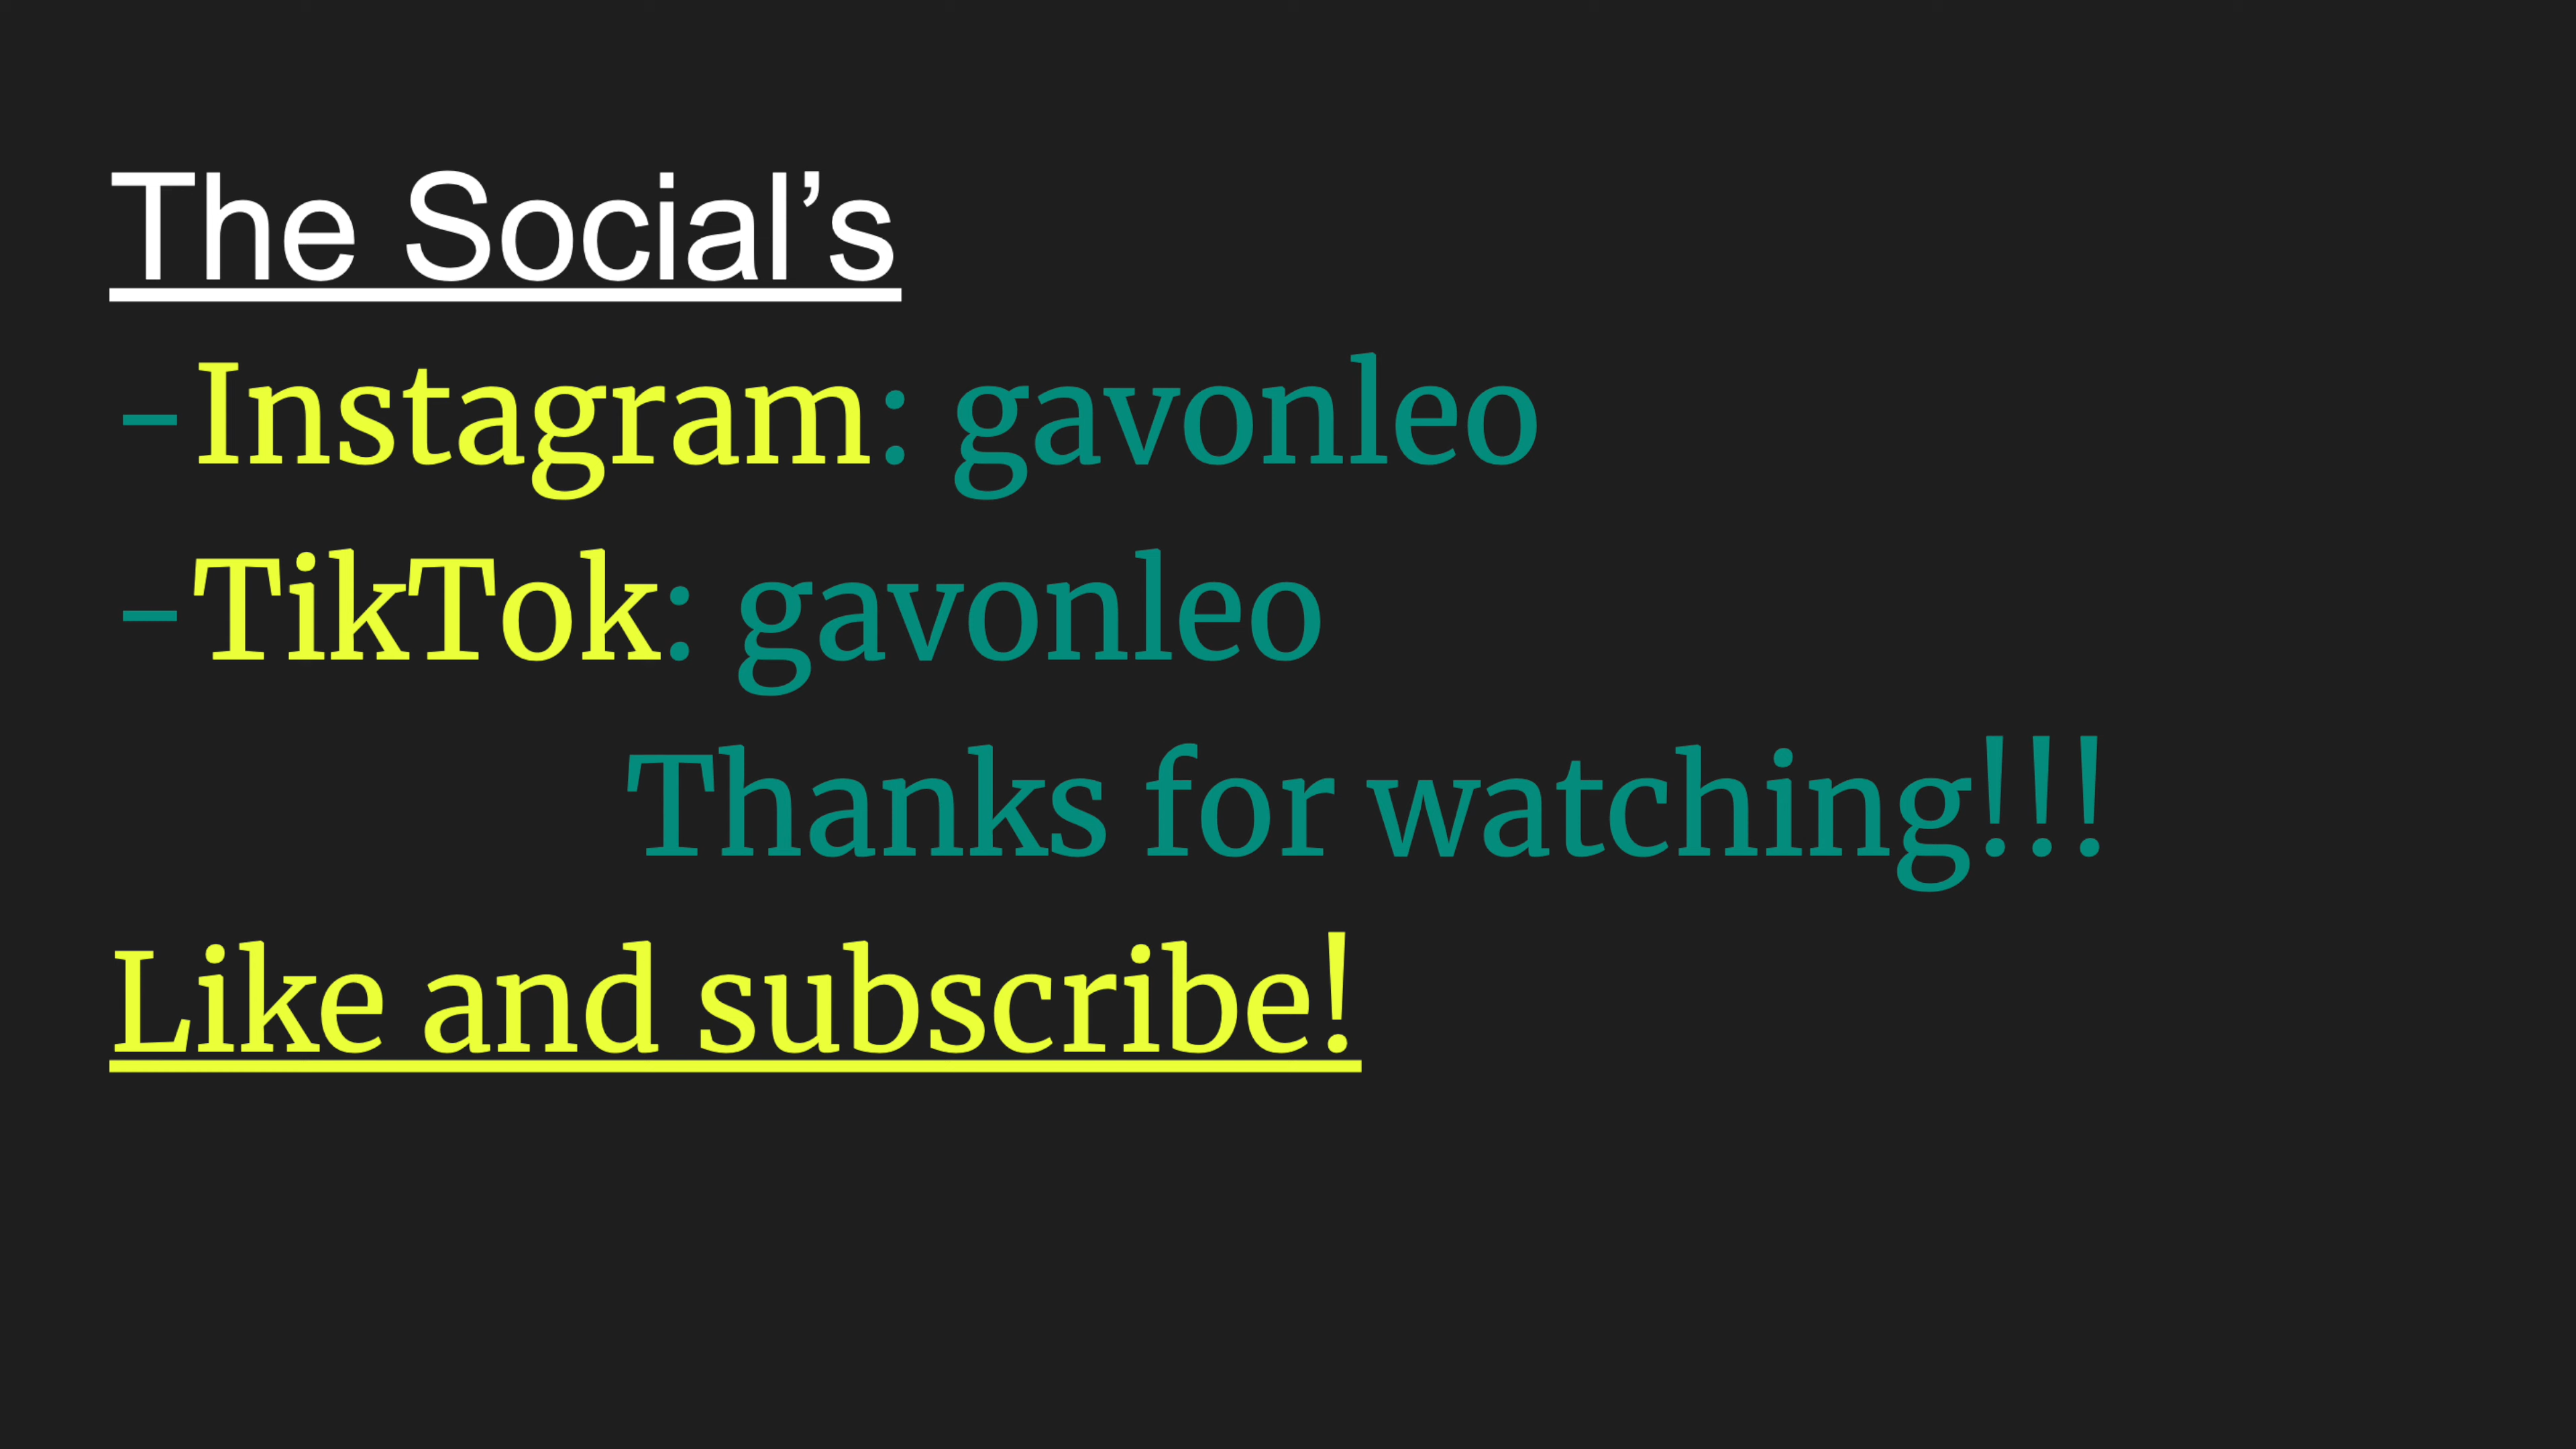 The Social’s
-Instagram: gavonleo
-TikTok: gavonleo
Thanks for watching!!!
Like and subscribe!